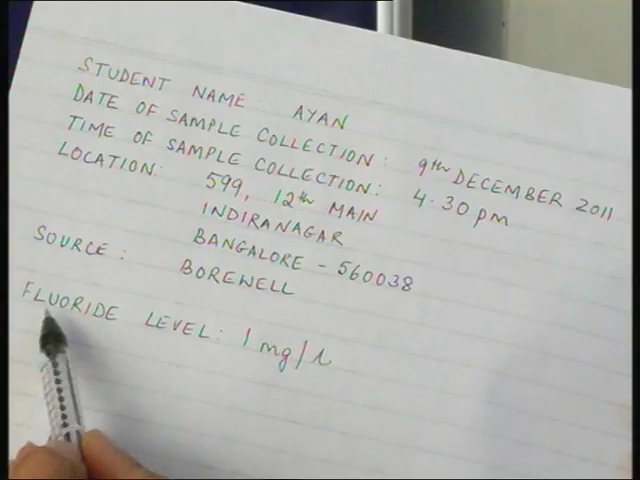 STUDENT NAME: AYAN
DATE OF SAMPLE COLLECTION: 9th DECEMBER 2011
TIME OF SAMPLE COLLECTION: 4.30 pm
LOCATION: 599, 12th MAIN
INDIRANAGAR
BANGALORE - 560038
SOURCE: BOREWELL
FLUORIDE LEVEL: 1 mg/l